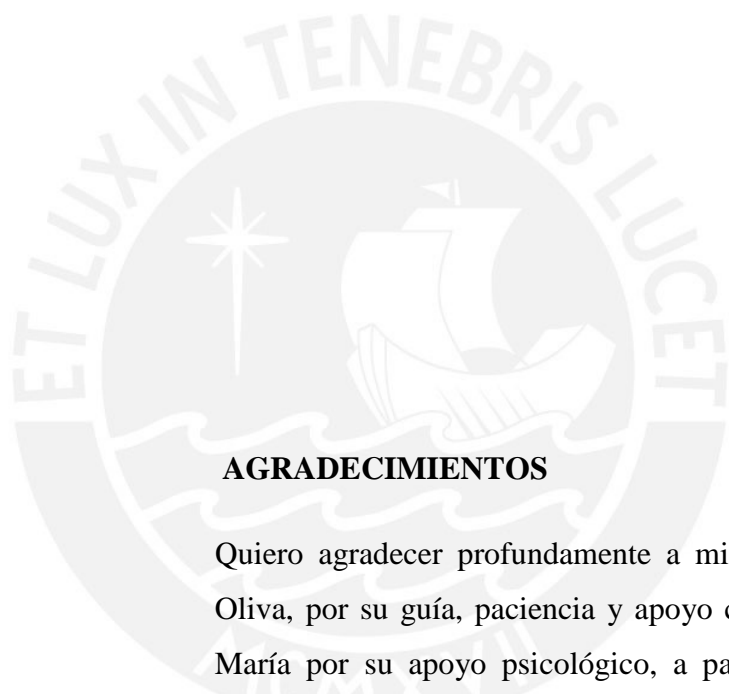 ET LUX IN TENEBRIS LUCET
AGRADECIMIENTOS
Quiero agradecer profundamente a mi
Oliva, por su guía, paciencia y apoyo
María por su apoyo psicológico, a